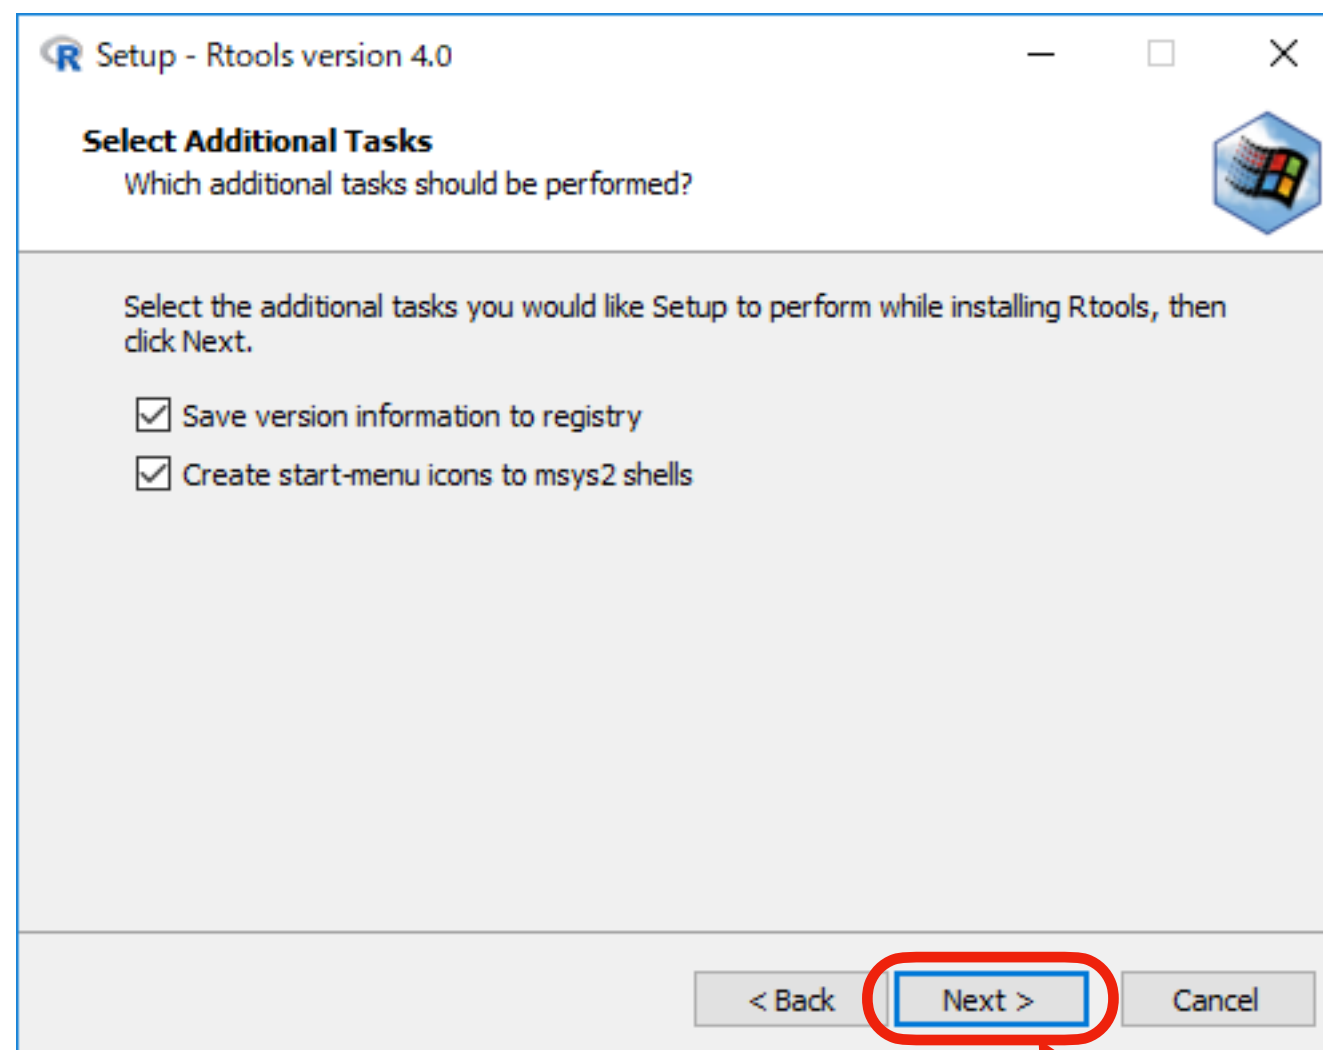 Setup - Rtools version 4.0
Select Additional Tasks
Which additional tasks should be performed?
Select the additional tasks you would like Setup to perform while installing Rtools, then
click Next.
Save version information to registry
Create start-menu icons to msys2 shells
< Back
Next >
Cancel